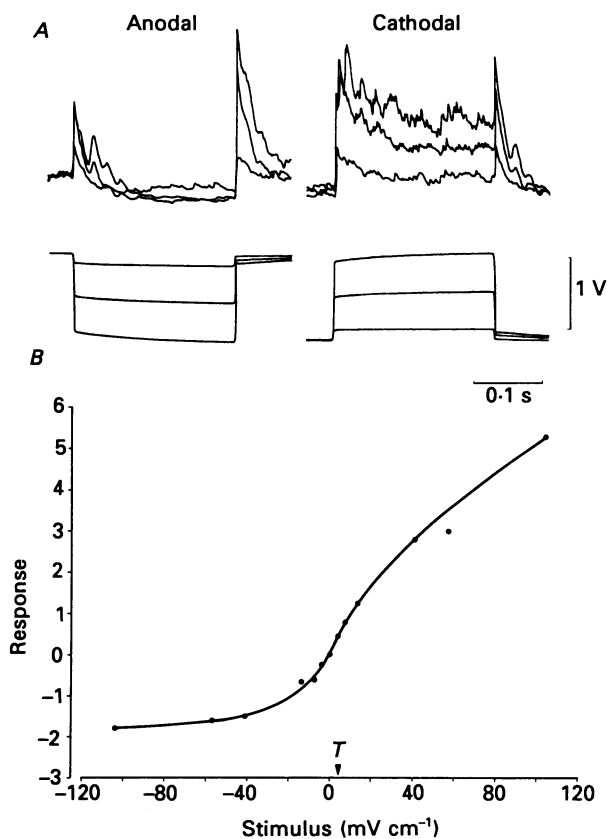 A
Anodal
Cathodal
1 V
0·1 s
B
6
5
4
3
2
1
0
−1
−2
−3
Response
T
−120 −80 −40 0 40 80 120
Stimulus (mV cm⁻¹)